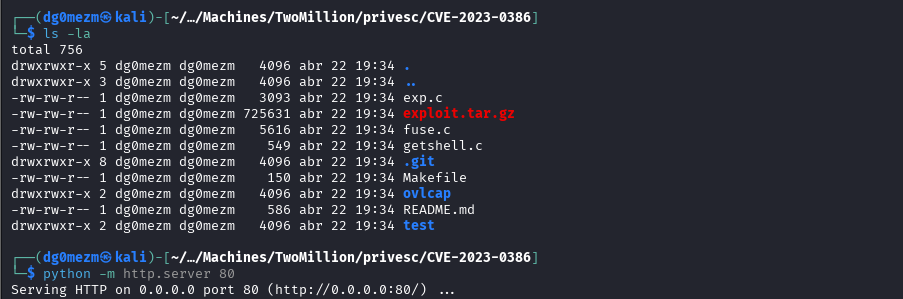 ┌──(dg0mezm㉿kali)-[~/…/Machines/TwoMillion/privesc/CVE-2023-0386]
└─$ ls -la
total 756
drwxrwxr-x 5 dg0mezm dg0mezm   4096 abr 22 19:34 .
drwxrwxr-x 3 dg0mezm dg0mezm   4096 abr 22 19:34 ..
-rw-rw-r-- 1 dg0mezm dg0mezm   3093 abr 22 19:34 exp.c
-rw-rw-r-- 1 dg0mezm dg0mezm 725631 abr 22 19:34 exploit.tar.gz
-rw-rw-r-- 1 dg0mezm dg0mezm   5616 abr 22 19:34 fuse.c
-rw-rw-r-- 1 dg0mezm dg0mezm    549 abr 22 19:34 getshell.c
drwxrwxr-x 8 dg0mezm dg0mezm   4096 abr 22 19:34 .git
-rw-rw-r-- 1 dg0mezm dg0mezm    150 abr 22 19:34 Makefile
drwxrwxr-x 2 dg0mezm dg0mezm   4096 abr 22 19:34 ovlcap
-rw-rw-r-- 1 dg0mezm dg0mezm    586 abr 22 19:34 README.md
drwxrwxr-x 2 dg0mezm dg0mezm   4096 abr 22 19:34 test
┌──(dg0mezm㉿kali)-[~/…/Machines/TwoMillion/privesc/CVE-2023-0386]
└─$ python -m http.server 80
Serving HTTP on 0.0.0.0 port 80 (http://0.0.0.0:80/) ...